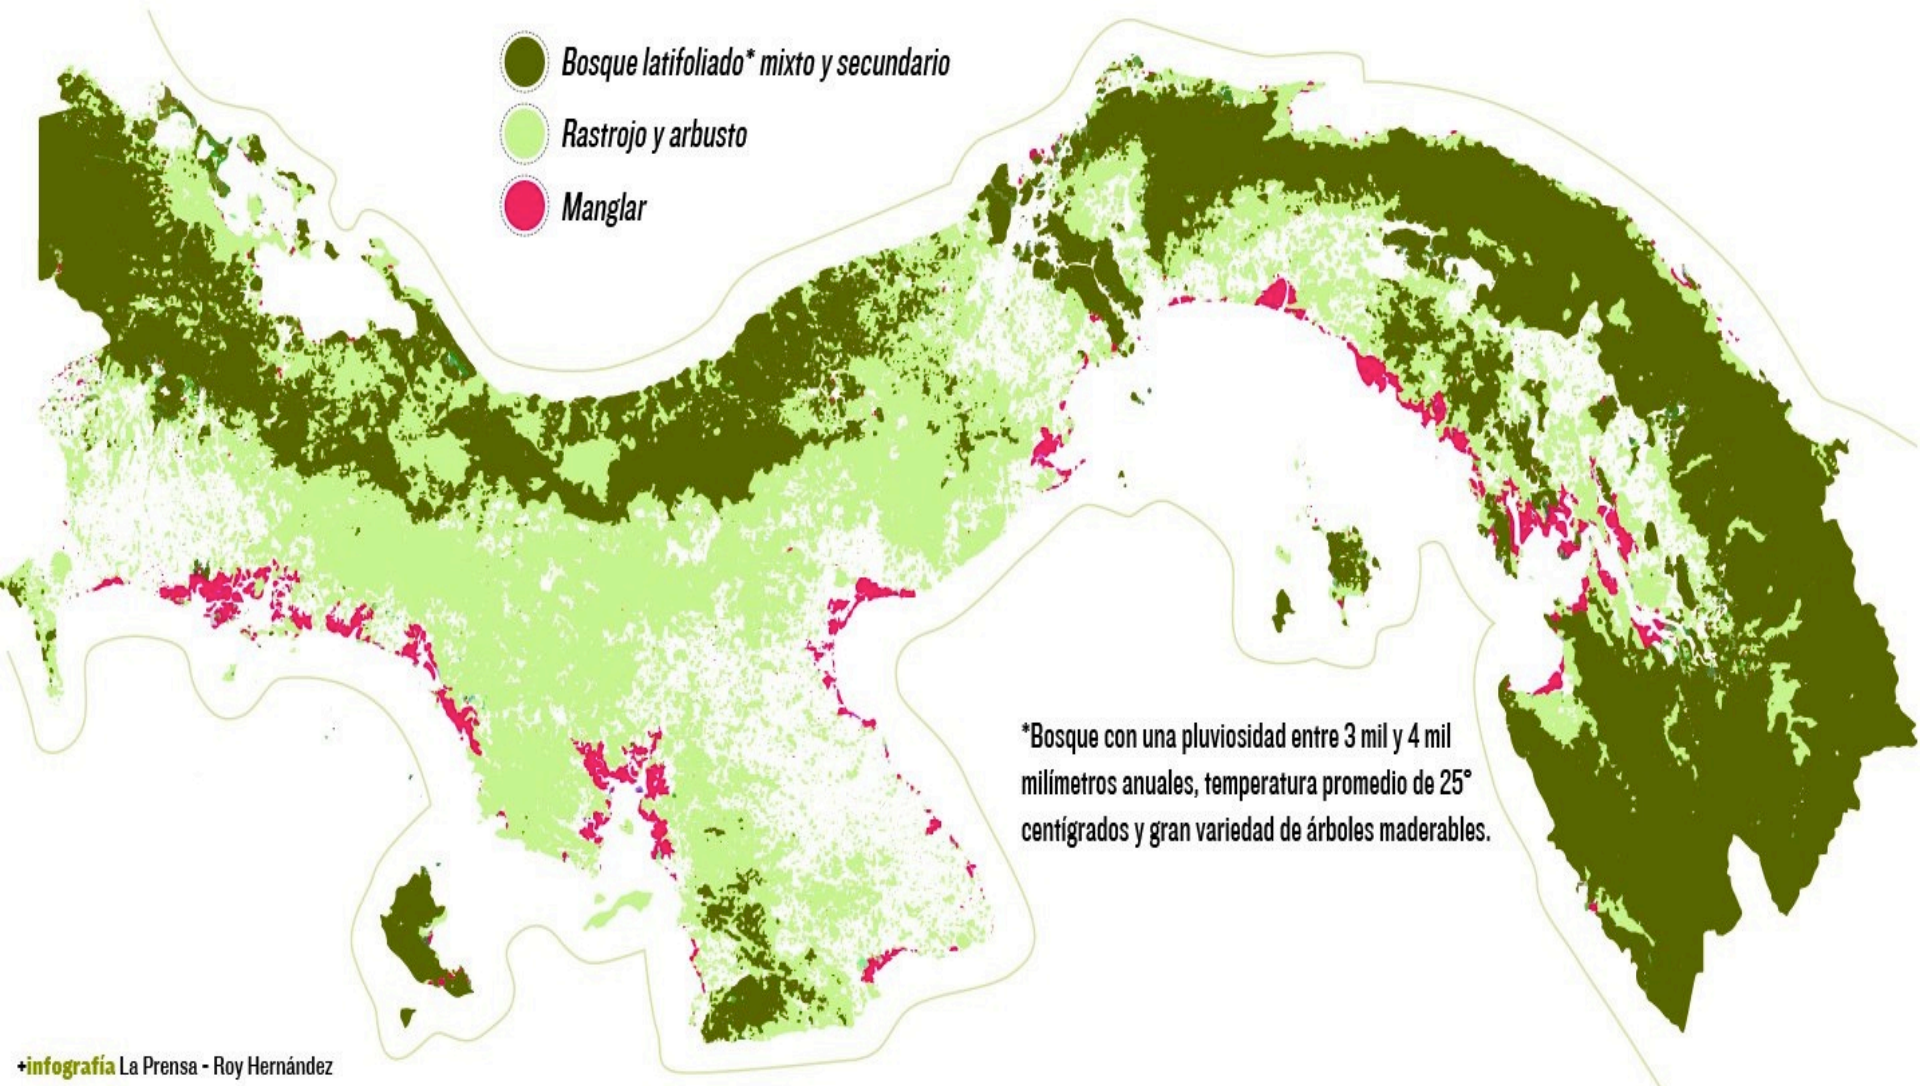 Bosque latifoliado* mixto y secundario
Rastrojo y arbusto
Manglar
*Bosque con una pluviosidad entre 3 mil y 4 mil
milímetros anuales, temperatura promedio de 25°
centígrados y gran variedad de árboles maderables.
+infografía La Prensa - Roy Hernández